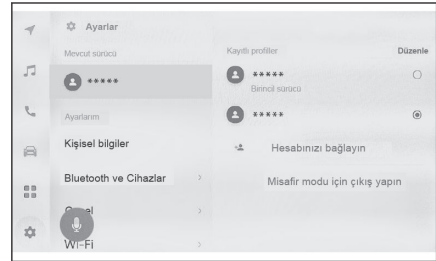 Ayarlar
Mevcut sürücü
*****
Ayarlarım
Kişisel bilgiler
Bluetooth ve Cihazlar
Wi-Fi
Kayıtlı profiller
Düzenle
*****
Birincil sürücü
*****
Hesabınızı bağlayın
Misafir modu için çıkış yapın